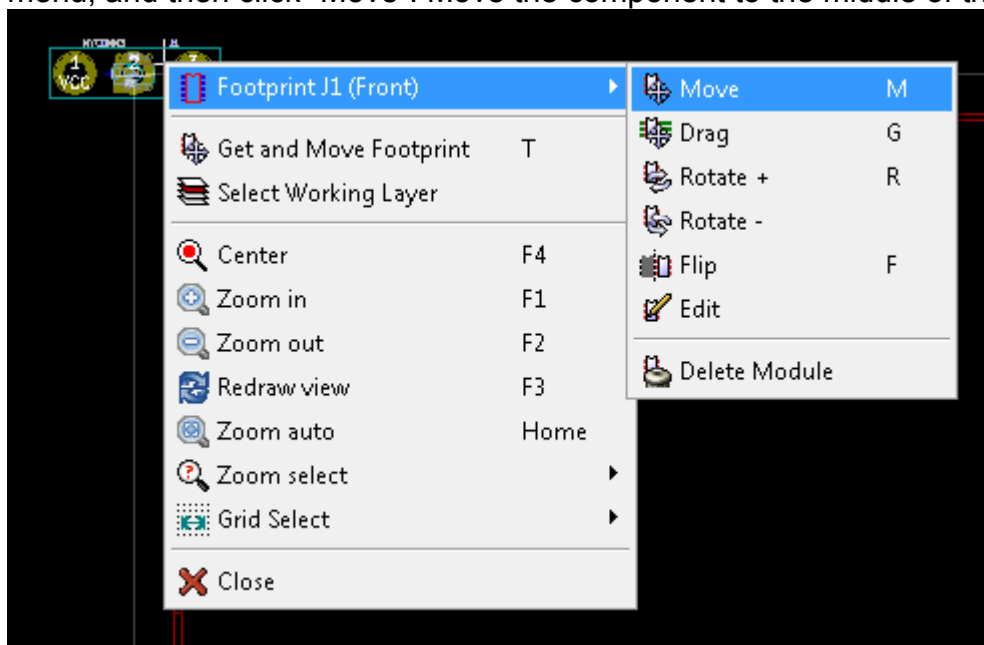 menu, and then click "Move". Move the component to the middle of th
MYCONN3 J1
1 2 3
VCC
Footprint J1 (Front)
Move M
Get and Move Footprint T
Drag G
Select Working Layer
Rotate + R
Rotate -
Center F4
Flip F
Zoom in F1
Edit
Zoom out F2
Delete Module
Redraw view F3
Zoom auto Home
Zoom select
Grid Select
Close